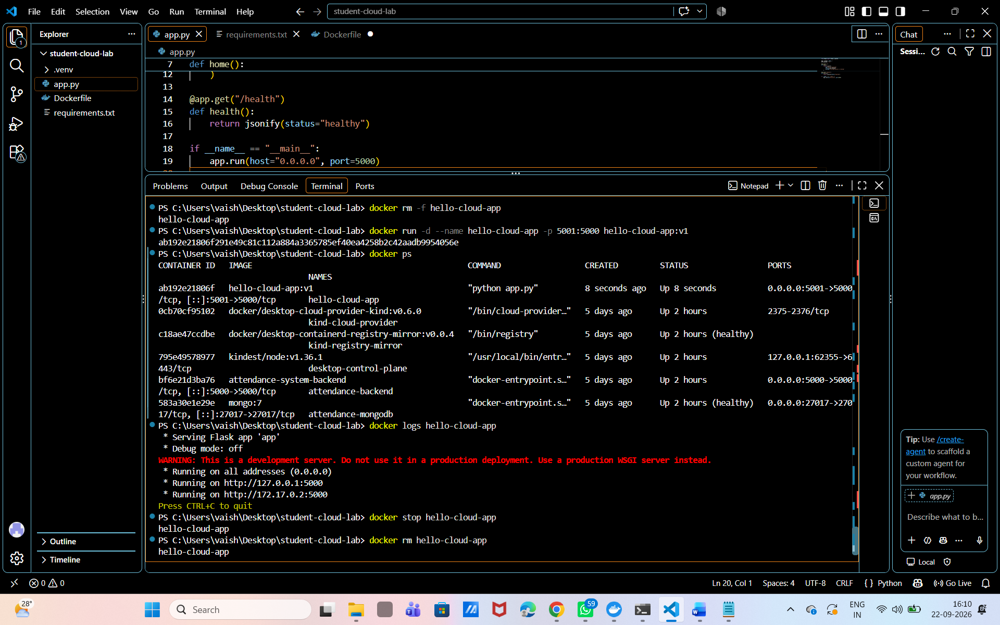 File Edit Selection View Go Run Terminal Help
student-cloud-lab
Explorer
student-cloud-lab
.venv
app.py
Dockerfile
requirements.txt
Outline
Timeline
1
app.py
requirements.txt
Dockerfile
app.py
7 def home():
12 )
13
14 @app.get("/health")
15 def health():
16 return jsonify(status="healthy")
17
18 if __name__ == "__main__":
19 app.run(host="0.0.0.0", port=5000)
Problems Output Debug Console Terminal Ports
Notepad
PS C:\Users\vaish\Desktop\student-cloud-lab> docker rm -f hello-cloud-app
hello-cloud-app
PS C:\Users\vaish\Desktop\student-cloud-lab> docker run -d --name hello-cloud-app -p 5001:5000 hello-cloud-app:v1
ab192e21806f291e49c81c112a884a3365785ef40ea4258b2c42aadb9954056e
PS C:\Users\vaish\Desktop\student-cloud-lab> docker ps
CONTAINER ID IMAGE COMMAND CREATED STATUS PORTS
NAMES
ab192e21806f hello-cloud-app:v1 "python app.py" 8 seconds ago Up 8 seconds 0.0.0.0:5001->5000
/tcp, [::]:5001->5000/tcp hello-cloud-app
0cb70cf95102 docker/desktop-cloud-provider-kind:v0.6.0 "/bin/cloud-provider…" 5 days ago Up 2 hours 2375-2376/tcp
kind-cloud-provider
c18ae47ccdbe docker/desktop-containerd-registry-mirror:v0.0.4 "/bin/registry" 5 days ago Up 2 hours (healthy)
kind-registry-mirror
795e49578977 kindest/node:v1.36.1 "/usr/local/bin/entr…" 5 days ago Up 2 hours 127.0.0.1:62355->6
443/tcp desktop-control-plane
bf6e21d3ba76 attendance-system-backend "docker-entrypoint.s…" 5 days ago Up 2 hours 0.0.0.0:5000->5000
/tcp, [::]:5000->5000/tcp attendance-backend
583a30e1e29e mongo:7 "docker-entrypoint.s…" 5 days ago Up 2 hours (healthy) 0.0.0.0:27017->270
17/tcp, [::]:27017->27017/tcp attendance-mongodb
PS C:\Users\vaish\Desktop\student-cloud-lab> docker logs hello-cloud-app
* Serving Flask app 'app'
* Debug mode: off
WARNING: This is a development server. Do not use it in a production deployment. Use a production WSGI server instead.
* Running on all addresses (0.0.0.0)
* Running on http://127.0.0.1:5000
* Running on http://172.17.0.2:5000
Press CTRL+C to quit
PS C:\Users\vaish\Desktop\student-cloud-lab> docker stop hello-cloud-app
hello-cloud-app
PS C:\Users\vaish\Desktop\student-cloud-lab> docker rm hello-cloud-app
hello-cloud-app
Chat
Sessi...
Tip: Use /create-
agent to scaffold a
custom agent for
your workflow.
app.py
Describe what to b...
Local
0 0
Ln 20, Col 1 Spaces: 4 UTF-8 CRLF Python Go Live
28°
Search
59
ENG
IN
16:10
22-09-2026